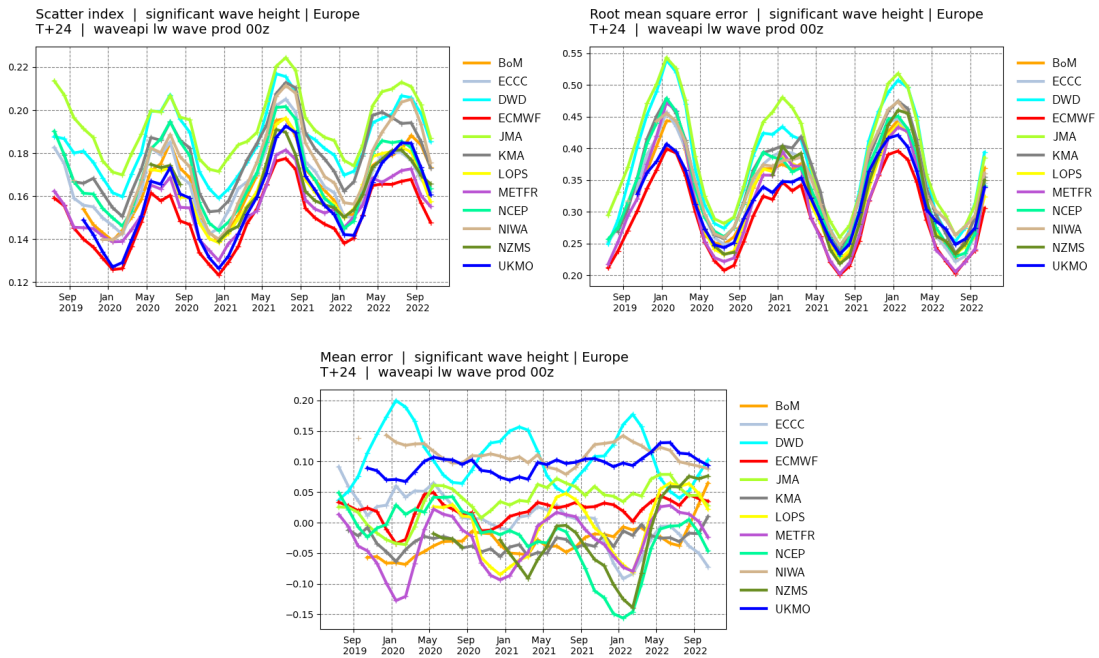 Scatter index | significant wave height | Europe
T+24 | waveapi lw wave prod 00z
0.22
0.20
0.18
0.16
0.14
0.12
Sep 2019
Jan 2020
May 2020
Sep 2020
Jan 2021
May 2021
Sep 2021
Jan 2022
May 2022
Sep 2022
BoM
ECCC
DWD
ECMWF
JMA
KMA
LOPS
METFR
NCEP
NIWA
NZMS
UKMO
Root mean square error | significant wave height | Europe
T+24 | waveapi lw wave prod 00z
0.55
0.50
0.45
0.40
0.35
0.30
0.25
0.20
Sep 2019
Jan 2020
May 2020
Sep 2020
Jan 2021
May 2021
Sep 2021
Jan 2022
May 2022
Sep 2022
BoM
ECCC
DWD
ECMWF
JMA
KMA
LOPS
METFR
NCEP
NIWA
NZMS
UKMO
Mean error | significant wave height | Europe
T+24 | waveapi lw wave prod 00z
0.20
0.15
0.10
0.05
0.00
−0.05
−0.10
−0.15
Sep 2019
Jan 2020
May 2020
Sep 2020
Jan 2021
May 2021
Sep 2021
Jan 2022
May 2022
Sep 2022
BoM
ECCC
DWD
ECMWF
JMA
KMA
LOPS
METFR
NCEP
NIWA
NZMS
UKMO